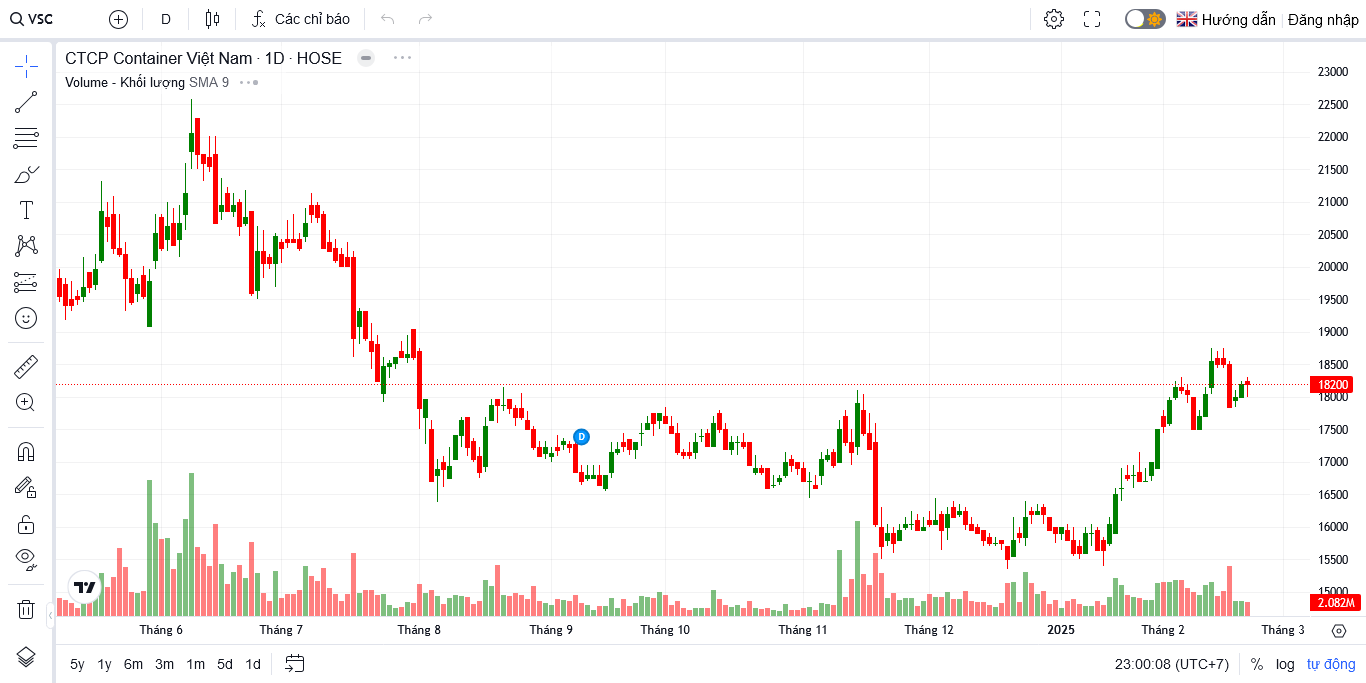 VSC D Các chỉ báo Hướng dẫn Đăng nhập
CTCP Container Việt Nam · 1D · HOSE
Volume - Khối lượng SMA 9
23000
22500
22000
21500
21000
20500
20000
19500
19000
18500
18200
18000
17500
17000
16500
16000
15500
15000
2.082M
D
Tháng 6 Tháng 7 Tháng 8 Tháng 9 Tháng 10 Tháng 11 Tháng 12 2025 Tháng 2 Tháng 3
5y 1y 6m 3m 1m 5d 1d 23:00:08 (UTC+7) % log tự động